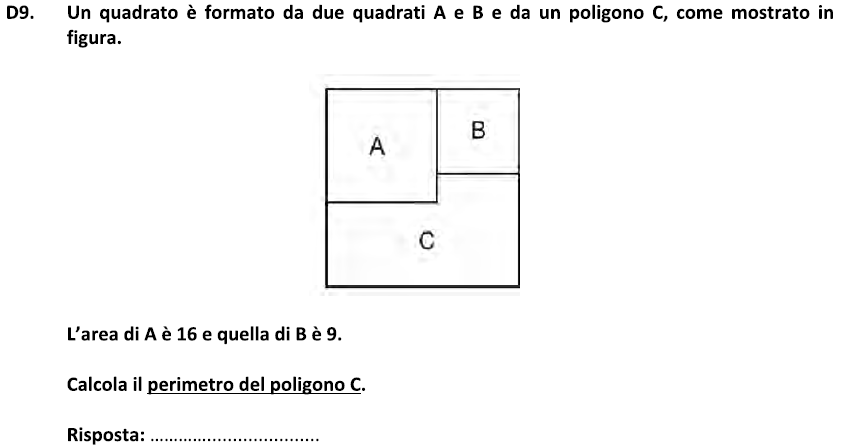 D9. Un quadrato è formato da due quadrati A e B e da un poligono C, come mostrato in
figura.
A
B
C
L’area di A è 16 e quella di B è 9.
Calcola il perimetro del poligono C.
Risposta: ...............................